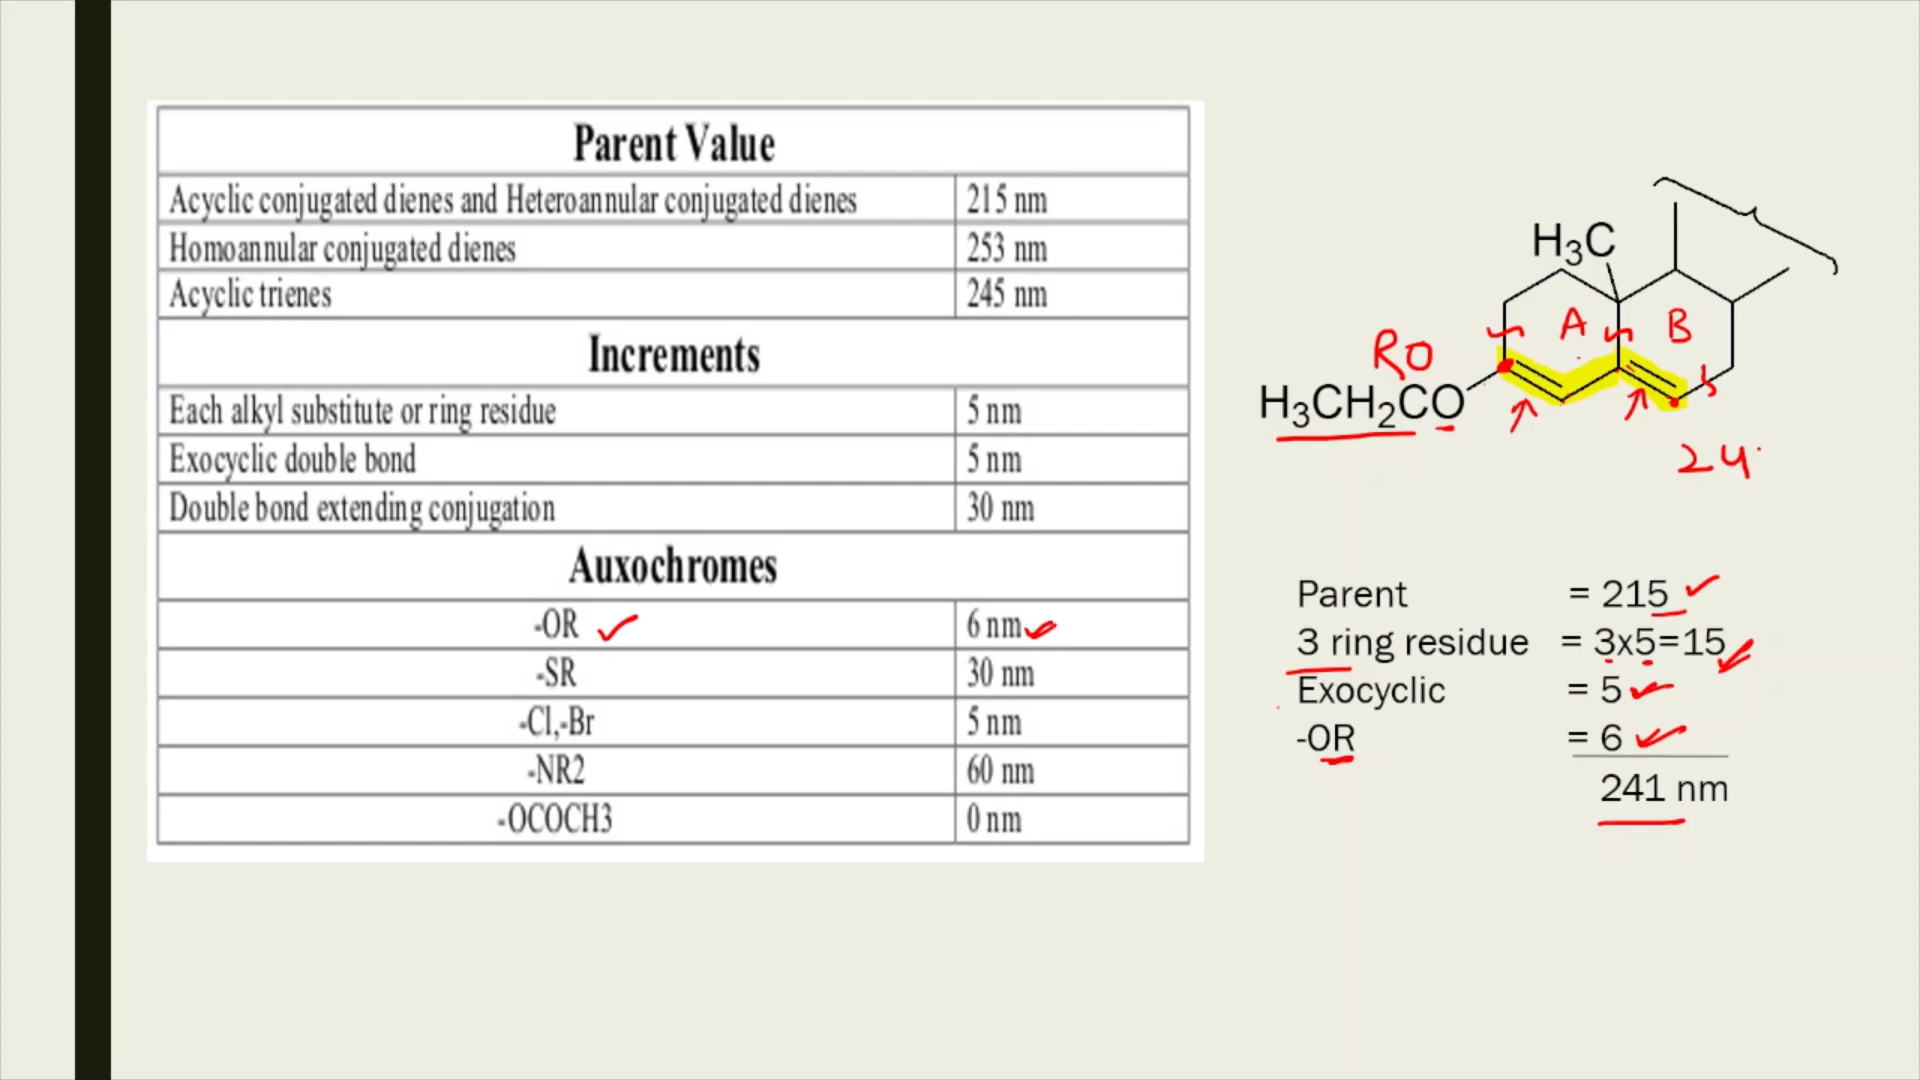 Parent Value
Acyclic conjugated dienes and Heteroannular conjugated dienes 215 nm
Homoannular conjugated dienes 253 nm
Acyclic trienes 245 nm
Increments
Each alkyl substitute or ring residue 5 nm
Exocyclic double bond 5 nm
Double bond extending conjugation 30 nm
Auxochromes
-OR 6 nm
-SR 30 nm
-Cl,-Br 5 nm
-NR2 60 nm
-OCOCH3 0 nm
H3C
A B
RO
H3CH2CO
24
Parent = 215
3 ring residue = 3x5=15
Exocyclic = 5
-OR = 6
241 nm